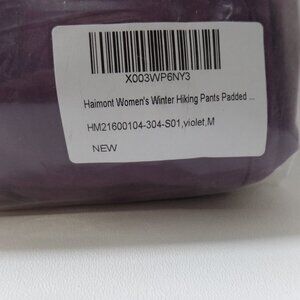 X003WP6NY3
Haimont Women's Winter Hiking Pants Padded ...
HM21600104-304-S01,violet,M
NEW